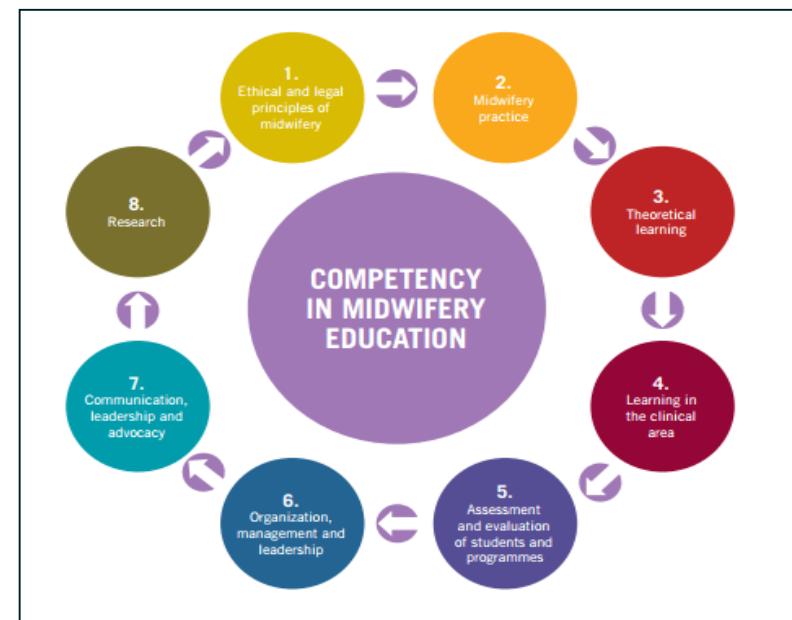 1.
Ethical and legal
principles of
midwifery
2.
Midwifery
practice
3.
Theoretical
learning
4.
Learning in
the clinical
area
5.
Assessment
and evaluation
of students and
programmes
6.
Organization,
management and
leadership
7.
Communication,
leadership and
advocacy
8.
Research
COMPETENCY
IN MIDWIFERY
EDUCATION